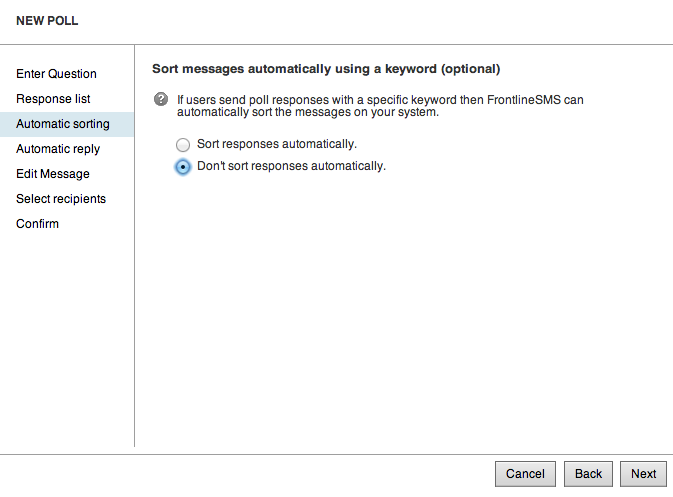 NEW POLL
Enter Question
Response list
Automatic sorting
Automatic reply
Edit Message
Select recipients
Confirm
Sort messages automatically using a keyword (optional)
? If users send poll responses with a specific keyword then FrontlineSMS can
automatically sort the messages on your system.
Sort responses automatically.
Don't sort responses automatically.
Cancel Back Next